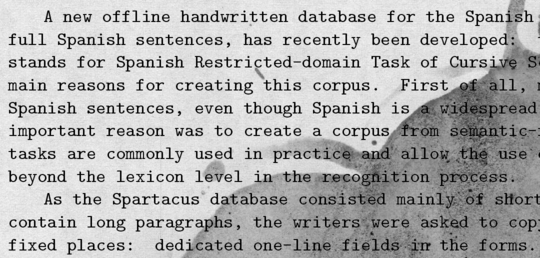 A new offline handwritten database for the Spanish
full Spanish sentences, has recently been developed:
stands for Spanish Restricted-domain Task of Cursive
main reasons for creating this corpus. First of all,
Spanish sentences, even though Spanish is a widespread
important reason was to create a corpus from semantic-
tasks are commonly used in practice and allow the use
beyond the lexicon level in the recognition process.
As the Spartacus database consisted mainly of short
contain long paragraphs, the writers were asked to copy
fixed places: dedicated one-line fields in the forms.